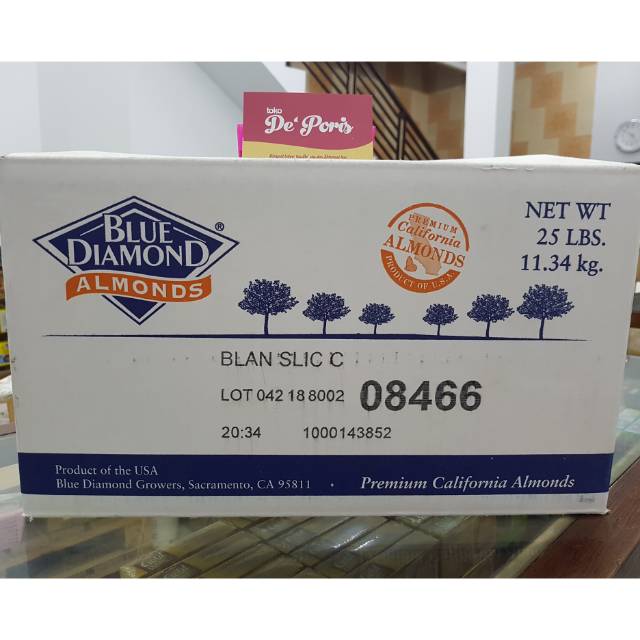 toko
De' Poris
BLUE
DIAMOND
ALMONDS
®
PREMIUM
California
ALMONDS
PRODUCT OF U.S.A.
NET WT
25 LBS.
11.34 kg.
BLAN SLIC C
LOT 042 18 8002 08466
20:34 1000143852
Product of the USA
Blue Diamond Growers, Sacramento, CA 95811 • Premium California Almonds